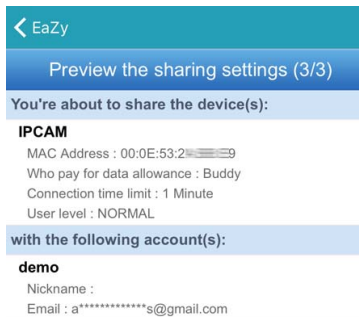 EaZy
Preview the sharing settings (3/3)
You're about to share the device(s):
IPCAM
MAC Address : 00:0E:53:2 9
Who pay for data allowance : Buddy
Connection time limit : 1 Minute
User level : NORMAL
with the following account(s):
demo
Nickname :
Email : a*************s@gmail.com